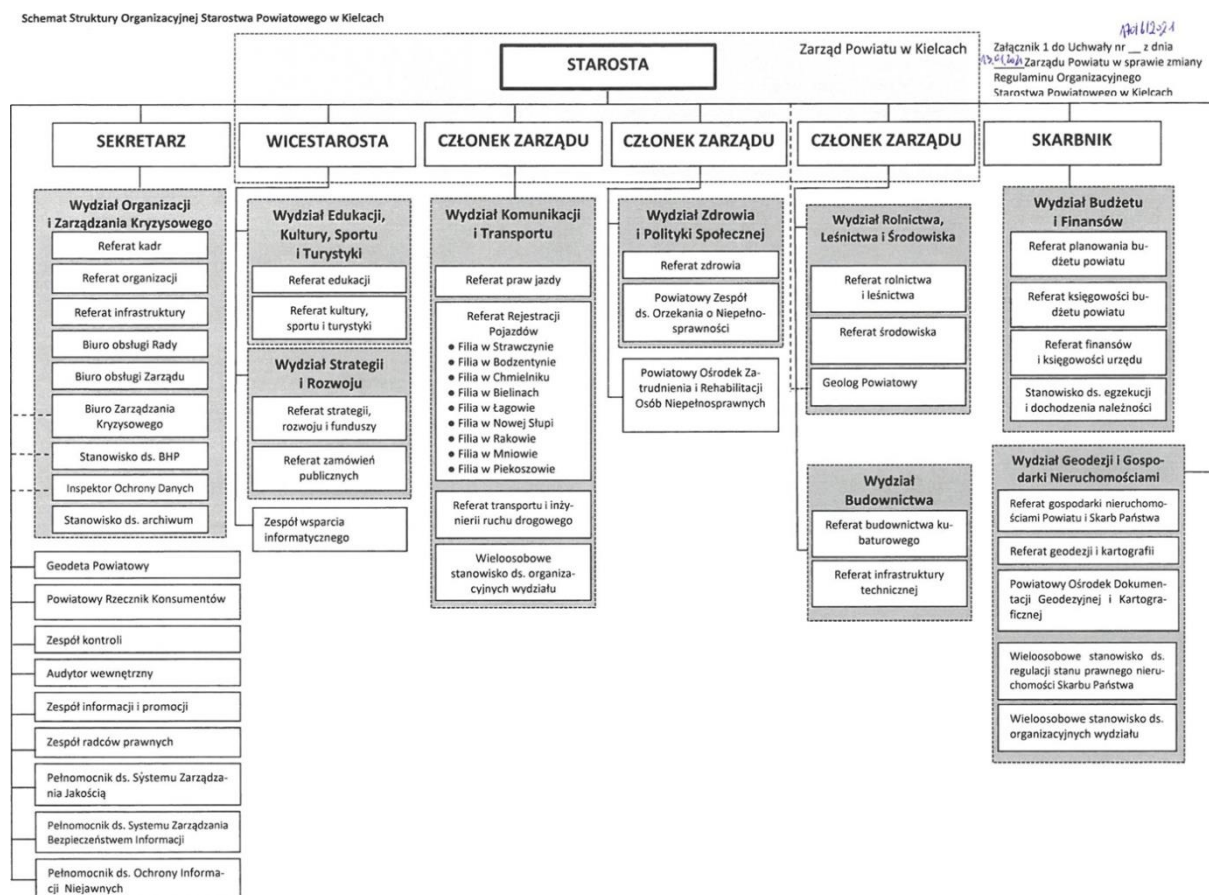 Schemat Struktury Organizacyjnej Starostwa Powiatowego w Kielcach
Zarząd Powiatu w Kielcach
Załącznik 1 do Uchwały nr __ z dnia
Zarządu Powiatu w sprawie zmiany
Regulaminu Organizacyjnego
Starostwa Powiatowego w Kielcach
STAROSTA
SEKRETARZ
WICESTAROSTA
CZŁONEK ZARZĄDU
CZŁONEK ZARZĄDU
CZŁONEK ZARZĄDU
SKARBNIK
Wydział Organizacji
i Zarządzania Kryzysowego
Referat kadr
Referat organizacji
Referat infrastruktury
Biuro obsługi Rady
Biuro obsługi Zarządu
Biuro Zarządzania
Kryzysowego
Stanowisko ds. BHP
Inspektor Ochrony Danych
Stanowisko ds. archiwum
Geodeta Powiatowy
Powiatowy Rzecznik Konsumentów
Zespół kontroli
Audytor wewnętrzny
Zespół informacji i promocji
Zespół radców prawnych
Pełnomocnik ds. Systemu Zarządza-
nia Jakością
Pełnomocnik ds. Systemu Zarządzania
Bezpieczeństwem Informacji
Pełnomocnik ds. Ochrony Informa-
cji Niejawnych
Wydział Edukacji,
Kultury, Sportu
i Turystyki
Referat edukacji
Referat kultury,
sportu i turystyki
Wydział Strategii
i Rozwoju
Referat strategii,
rozwoju i funduszy
Referat zamówień
publicznych
Zespół wsparcia
informatycznego
Wydział Komunikacji
i Transportu
Referat praw jazdy
Referat Rejestracji
Pojazdów
● Filia w Strawczynie
● Filia w Bodzentynie
● Filia w Chmielniku
● Filia w Bielinach
● Filia w Łagowie
● Filia w Nowej Słupi
● Filia w Rakowie
● Filia w Mniowie
● Filia w Piekoszowie
Referat transportu i inży-
nierii ruchu drogowego
Wieloosobowe
stanowisko ds. organiza-
cyjnych wydziału
Wydział Zdrowia
i Polityki Społecznej
Referat zdrowia
Powiatowy Zespół
ds. Orzekania o Niepełno-
sprawności
Powiatowy Ośrodek Za-
trudnienia i Rehabilitacji
Osób Niepełnosprawnych
Wydział Rolnictwa,
Leśnictwa i Środowiska
Referat rolnictwa
i leśnictwa
Referat środowiska
Geolog Powiatowy
Wydział
Budownictwa
Referat budownictwa ku-
baturowego
Referat infrastruktury
technicznej
Wydział Budżetu
i Finansów
Referat planowania bu-
dżetu powiatu
Referat księgowości bu-
dżetu powiatu
Referat finansów
i księgowości urzędu
Stanowisko ds. egzekucji
i dochodzenia należności
Wydział Geodezji i Gospo-
darki Nieruchomościami
Referat gospodarki nieruchomo-
ściami Powiatu i Skarb Państwa
Referat geodezji i kartografii
Powiatowy Ośrodek Dokumen-
tacji Geodezyjnej i Kartogra-
ficznej
Wieloosobowe stanowisko ds.
regulacji stanu prawnego nieru-
chomości Skarbu Państwa
Wieloosobowe stanowisko ds.
organizacyjnych wydziału